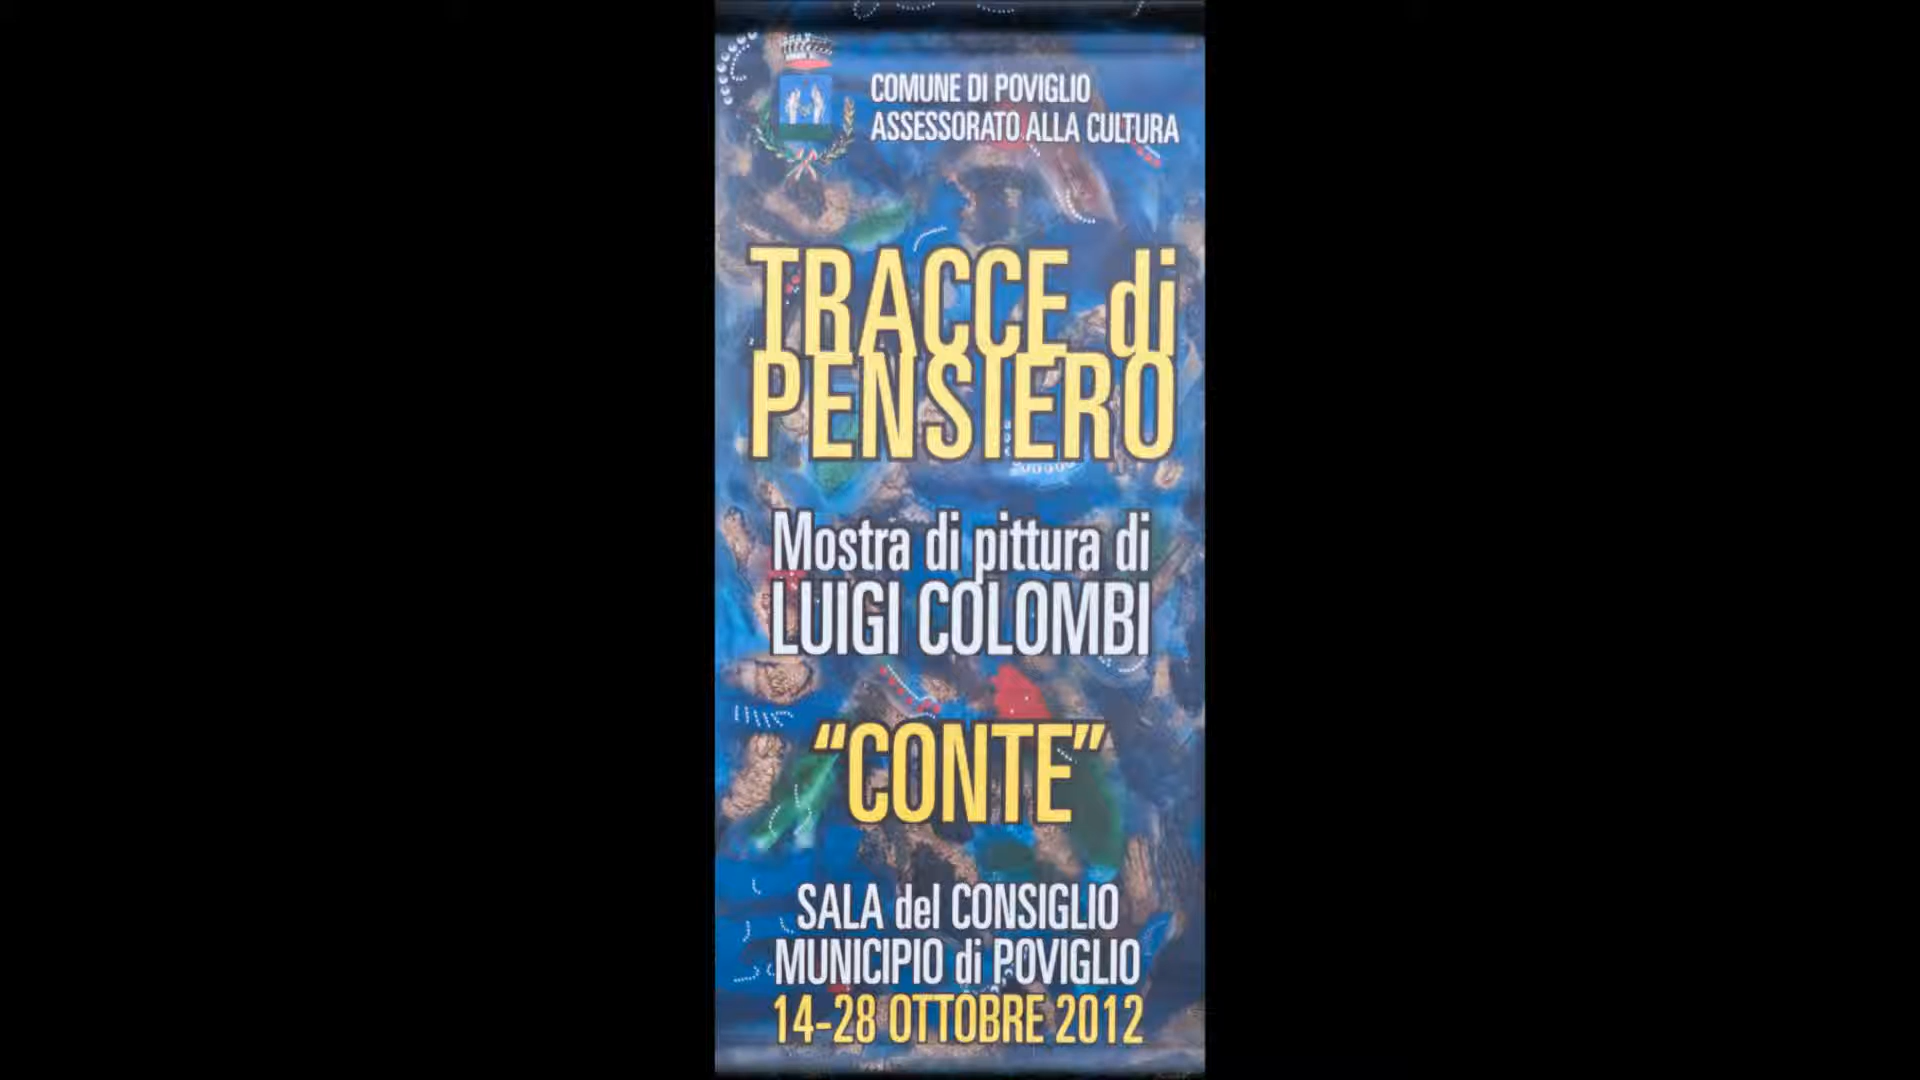 COMUNE DI POVIGLIO
ASSESSORATO ALLA CULTURA
TRACCE di
PENSIERO
Mostra di pittura di
LUIGI COLOMBI
“CONTE”
SALA del CONSIGLIO
MUNICIPIO di POVIGLIO
14-28 OTTOBRE 2012